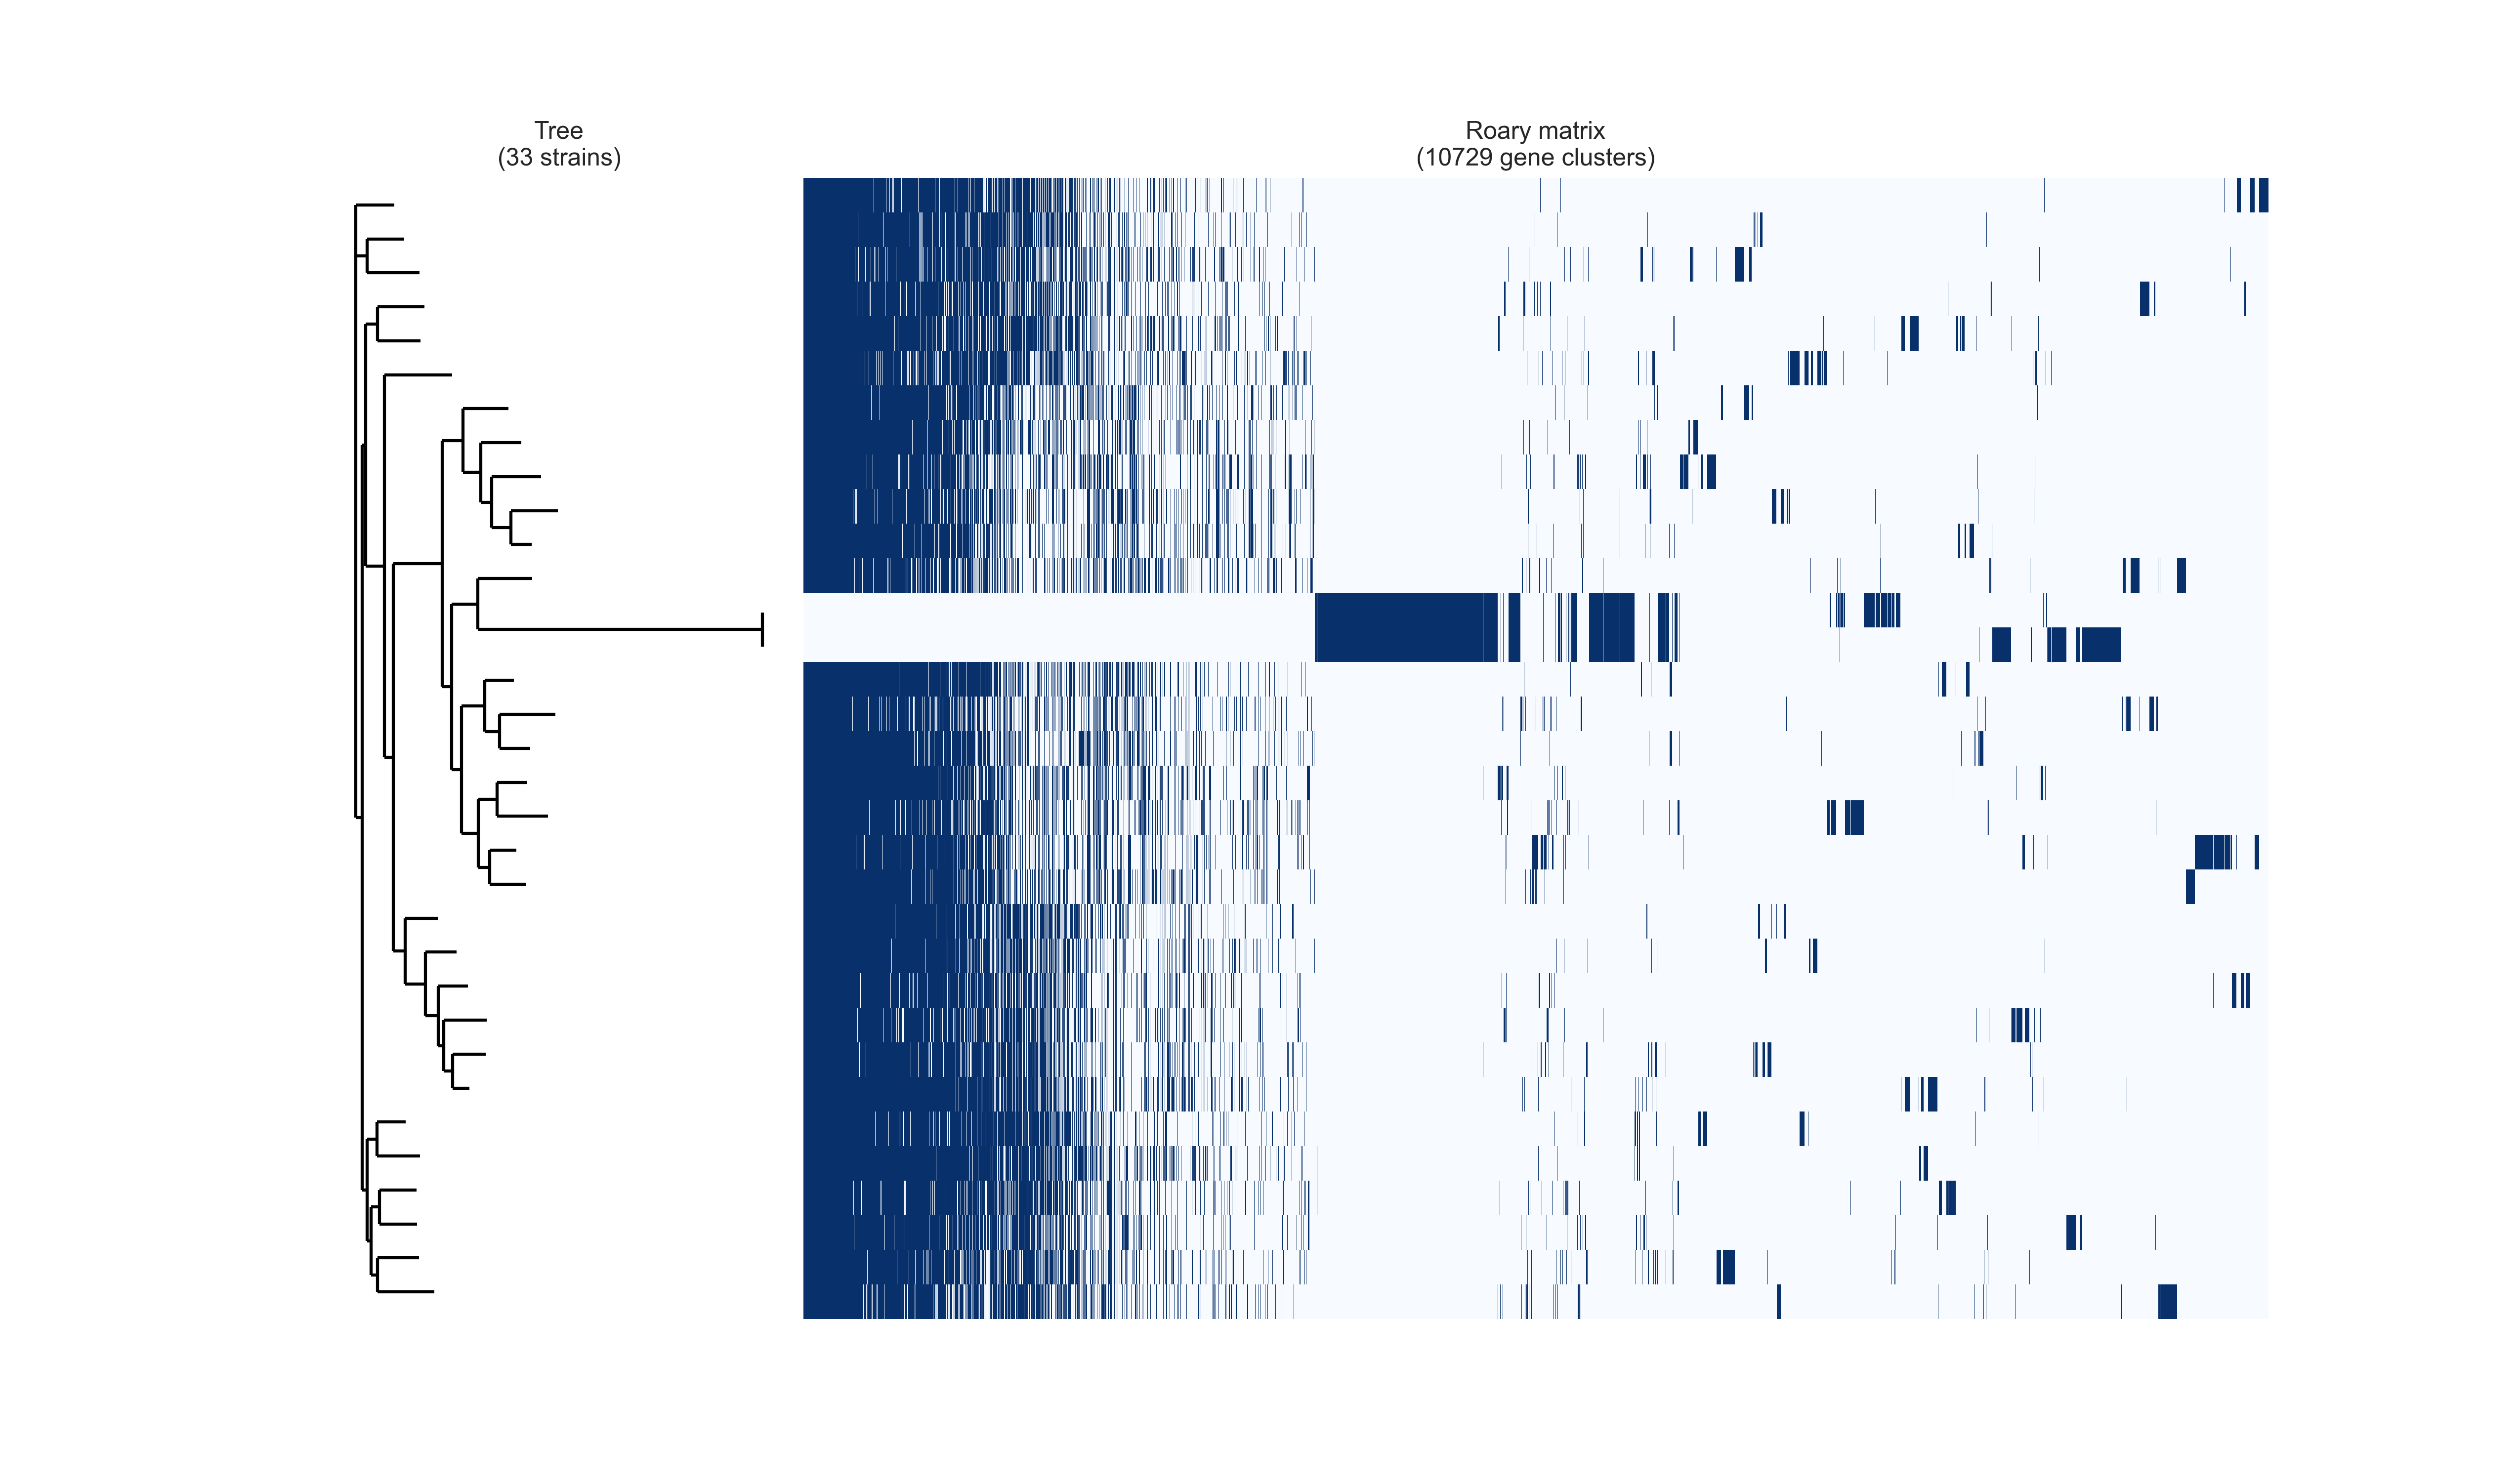 Tree
(33 strains)
Roary matrix
(10729 gene clusters)